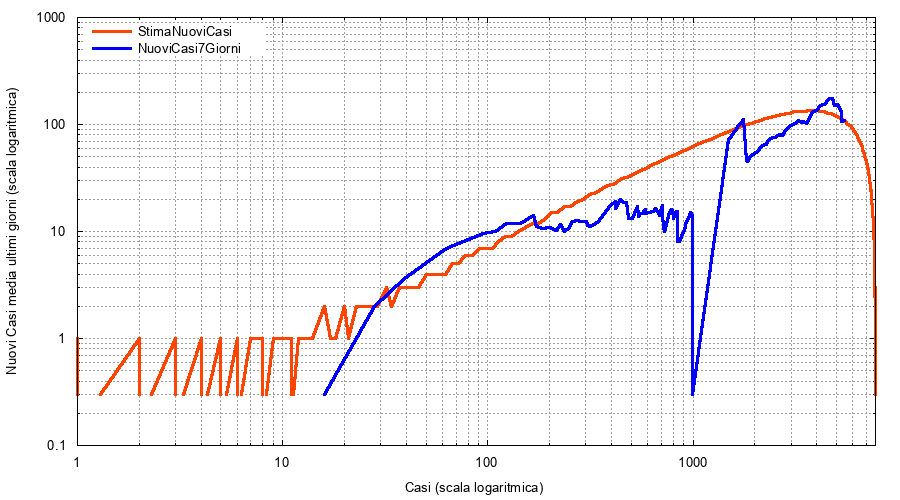 1000
StimaNuoviCasi
NuoviCasi7Giorni
100
10
1
0.1
Nuovi Casi media ultimi giorni (scala logaritmica)
1 10 100 1000
Casi (scala logaritmica)